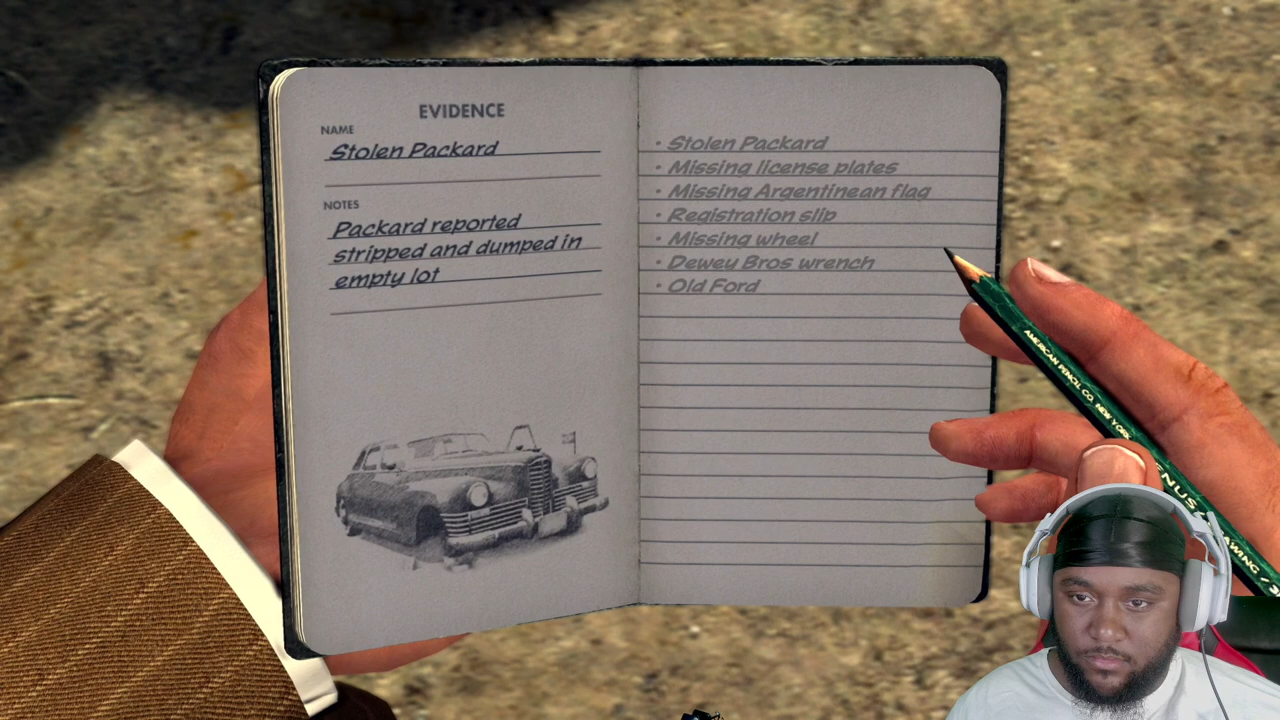 EVIDENCE
NAME
Stolen Packard
NOTES
Packard reported
stripped and dumped in
empty lot
• Stolen Packard
• Missing license plates
• Missing Argentinean flag
• Registration slip
• Missing wheel
• Dewey Bros wrench
• Old Ford
AMERICAN PENCIL CO. NEW YORK